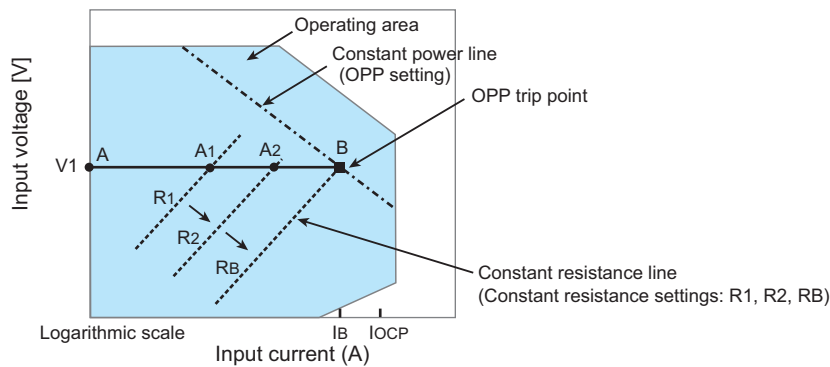 Operating area
Constant power line
(OPP setting)
OPP trip point
Input voltage [V]
V1
A
A1
A2
B
R1
R2
RB
Constant resistance line
(Constant resistance settings: R1, R2, RB)
Logarithmic scale
IB
IOCP
Input current (A)